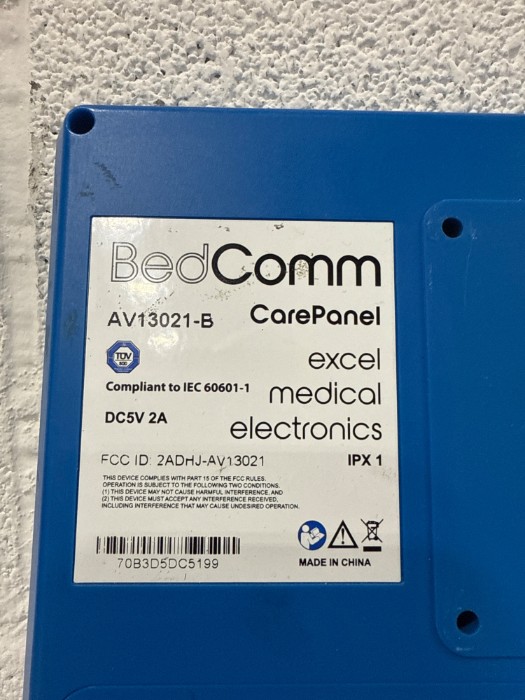 BedComm
AV13021-B CarePanel
TÜV
excel
Compliant to IEC 60601-1 medical
DC5V 2A electronics
FCC ID: 2ADHJ-AV13021 IPX 1
THIS DEVICE COMPLIES WITH PART 15 OF THE FCC RULES.
OPERATION IS SUBJECT TO THE FOLLOWING TWO CONDITIONS.
(1) THIS DEVICE MAY NOT CAUSE HARMFUL INTERFERENCE, AND
(2) THIS DEVICE MUST ACCEPT ANY INTERFERENCE RECEIVED,
INCLUDING INTERFERENCE THAT MAY CAUSE UNDESIRED OPERATION.
70B3D5DC5199
MADE IN CHINA